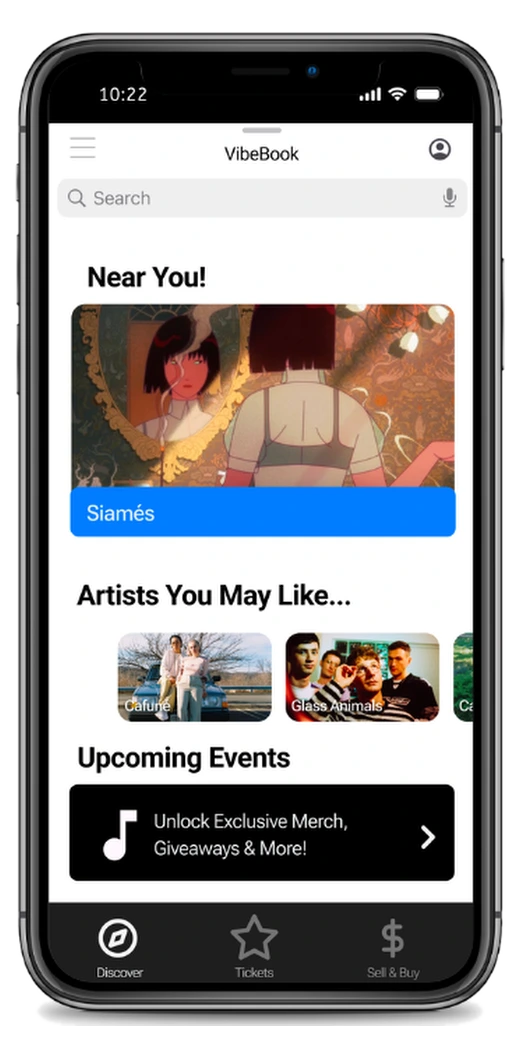 10:22
VibeBook
Search
Near You!
Siamés
Artists You May Like...
Cafuné
Glass Animals
Ca
Upcoming Events
Unlock Exclusive Merch,
Giveaways & More!
Discover
Tickets
Sell & Buy